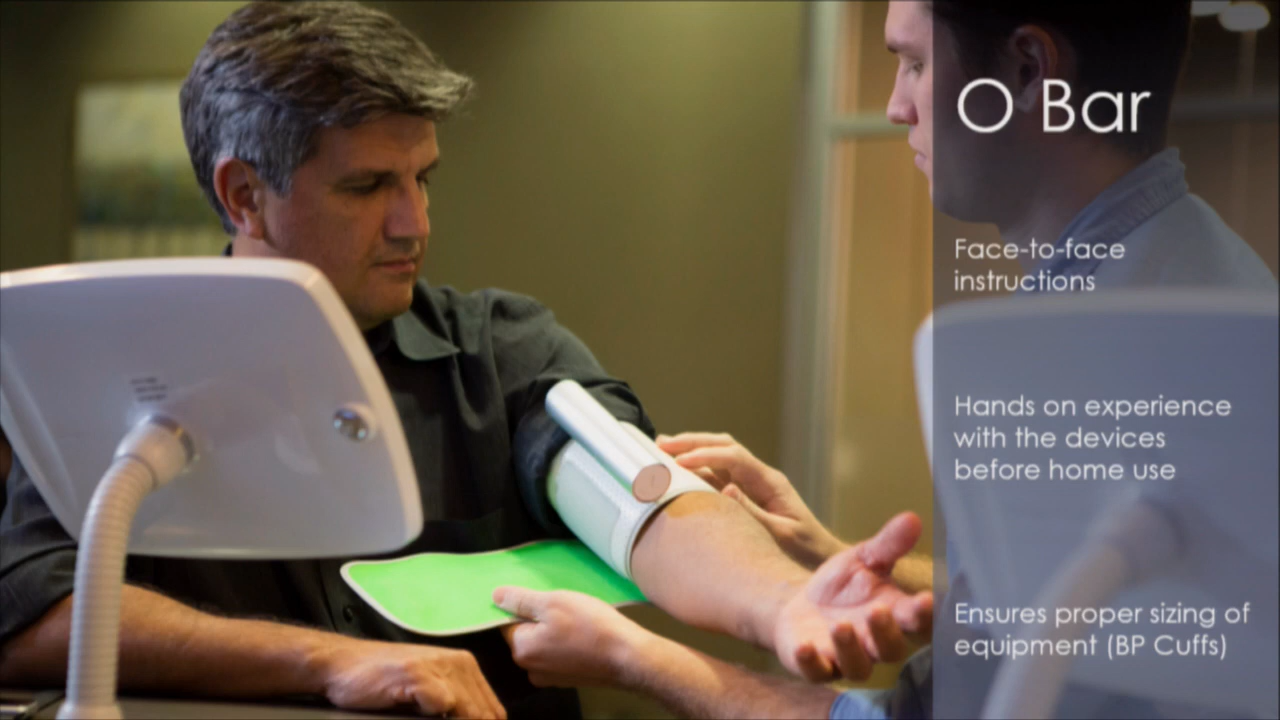 O Bar
Face-to-face
instructions
Hands on experience
with the devices
before home use
Ensures proper sizing of
equipment (BP Cuffs)